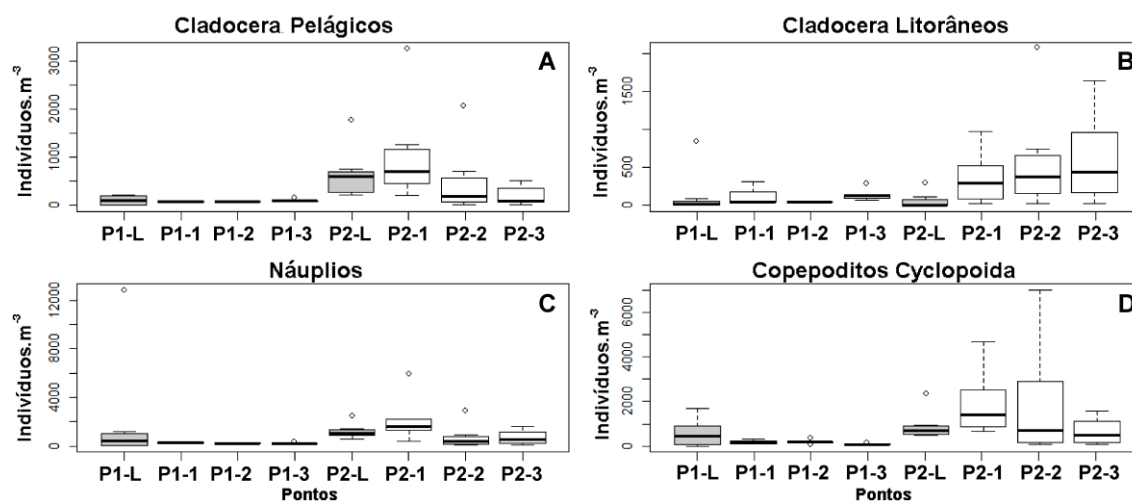 Cladocera Pelágicos
A
Indivíduos.m⁻³
0 1000 2000 3000
P1-L P1-1 P1-2 P1-3 P2-L P2-1 P2-2 P2-3
Cladocera Litorâneos
B
Indivíduos.m⁻³
0 500 1500
P1-L P1-1 P1-2 P1-3 P2-L P2-1 P2-2 P2-3
Náuplios
C
Indivíduos.m⁻³
0 4000 8000 12000
P1-L P1-1 P1-2 P1-3 P2-L P2-1 P2-2 P2-3
Pontos
Copepoditos Cyclopoida
D
Indivíduos.m⁻³
0 2000 4000 6000
P1-L P1-1 P1-2 P1-3 P2-L P2-1 P2-2 P2-3
Pontos